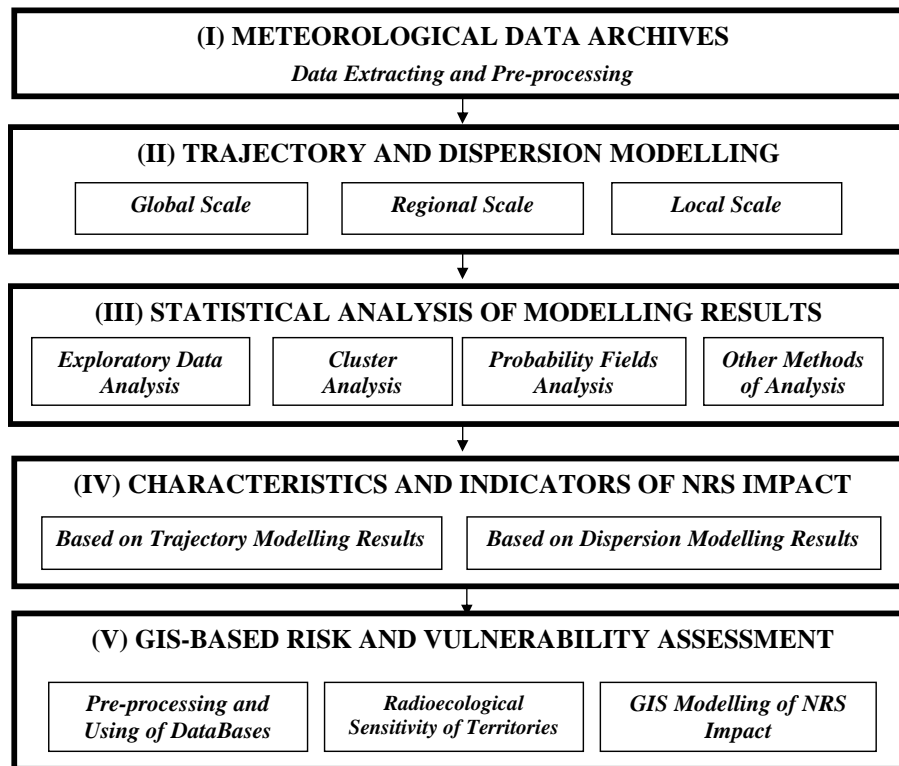 (I) METEOROLOGICAL DATA ARCHIVES
Data Extracting and Pre-processing
(II) TRAJECTORY AND DISPERSION MODELLING
Global Scale
Regional Scale
Local Scale
(III) STATISTICAL ANALYSIS OF MODELLING RESULTS
Exploratory Data
Analysis
Cluster
Analysis
Probability Fields
Analysis
Other Methods
of Analysis
(IV) CHARACTERISTICS AND INDICATORS OF NRS IMPACT
Based on Trajectory Modelling Results
Based on Dispersion Modelling Results
(V) GIS-BASED RISK AND VULNERABILITY ASSESSMENT
Pre-processing and
Using of DataBases
Radioecological
Sensitivity of Territories
GIS Modelling of NRS
Impact